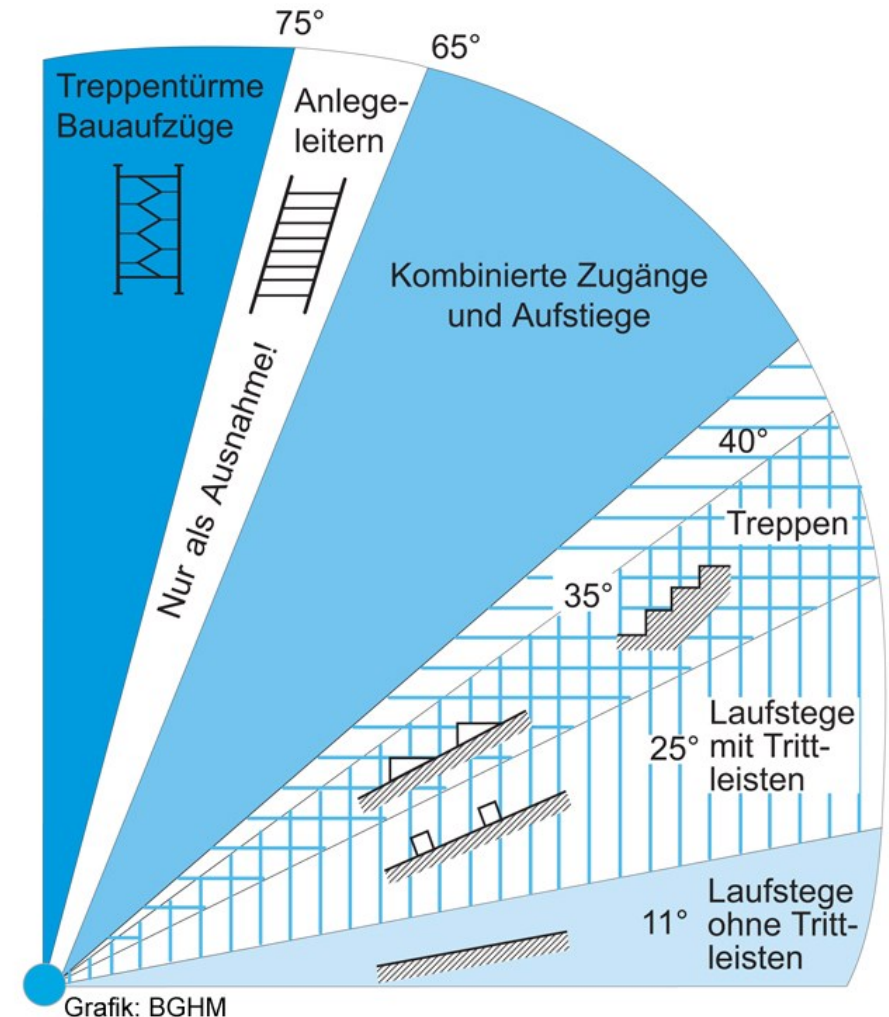 75°
65°
Treppentürme
Bauaufzüge
Anlege-
leitern
Nur als Ausnahme!
Kombinierte Zugänge
und Aufstiege
40°
Treppen
35°
25°
Laufstege
mit Tritt-
leisten
11°
Laufstege
ohne Tritt-
leisten
Grafik: BGHM